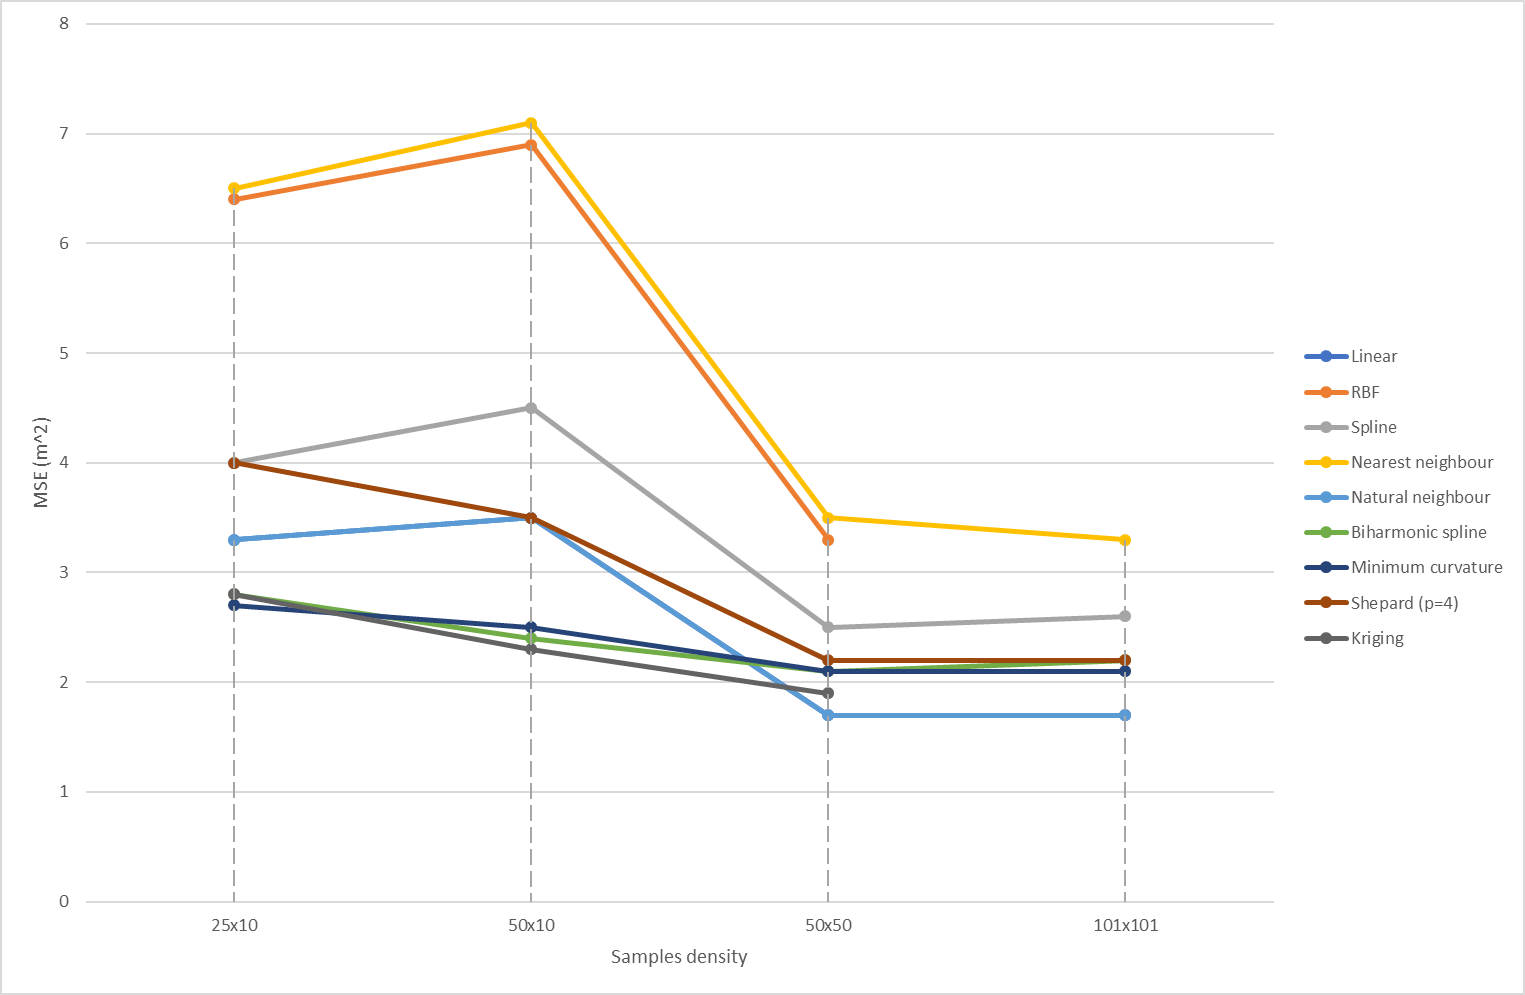 8
7
6
5
4
3
2
1
0
MSE (m^2)
25x10
50x10
50x50
101x101
Samples density
Linear
RBF
Spline
Nearest neighbour
Natural neighbour
Biharmonic spline
Minimum curvature
Shepard (p=4)
Kriging